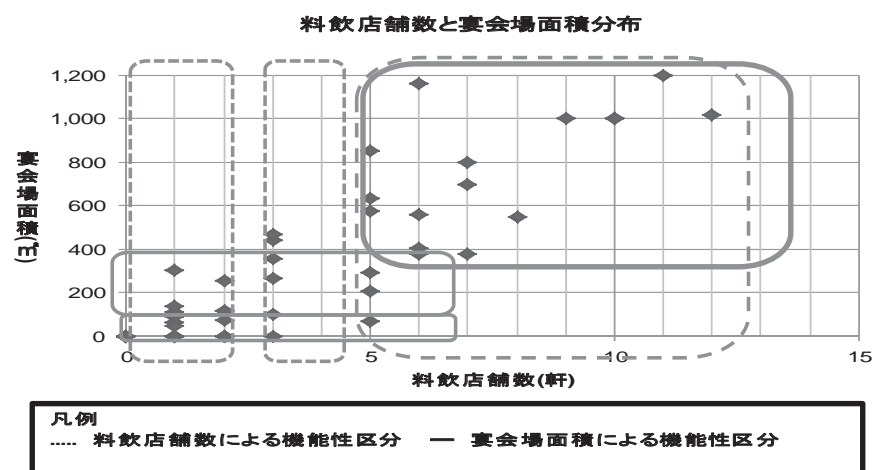 料飲店舗数と宴会場面積分布
1,200
1,000
800
600
400
200
0
宴会場面積(㎡)
0 5 10 15
料飲店舗数(軒)
凡例
..... 料飲店舗数による機能性区分 ― 宴会場面積による機能性区分